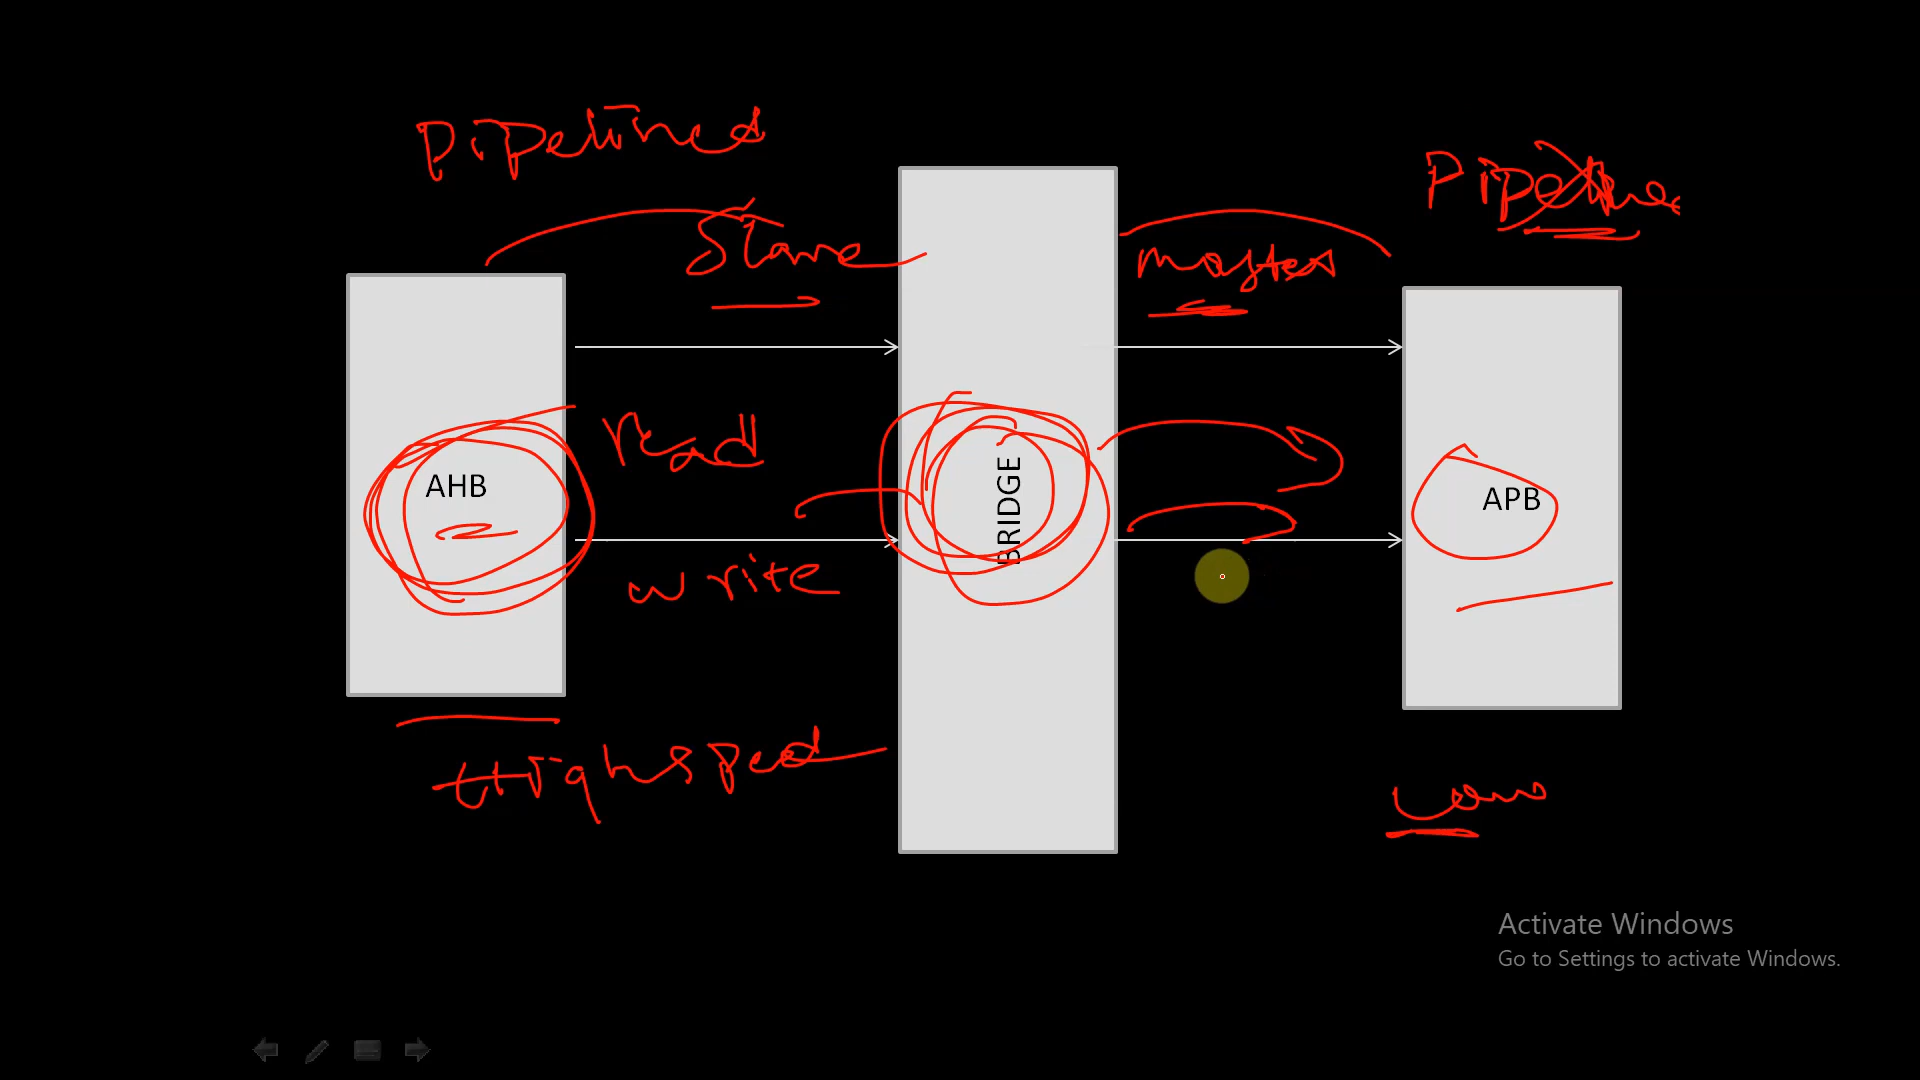 Pipelined
Pipeline
Slave
master
read
AHB
BRIDGE
APB
write
High speed
Low
Activate Windows
Go to Settings to activate Windows.